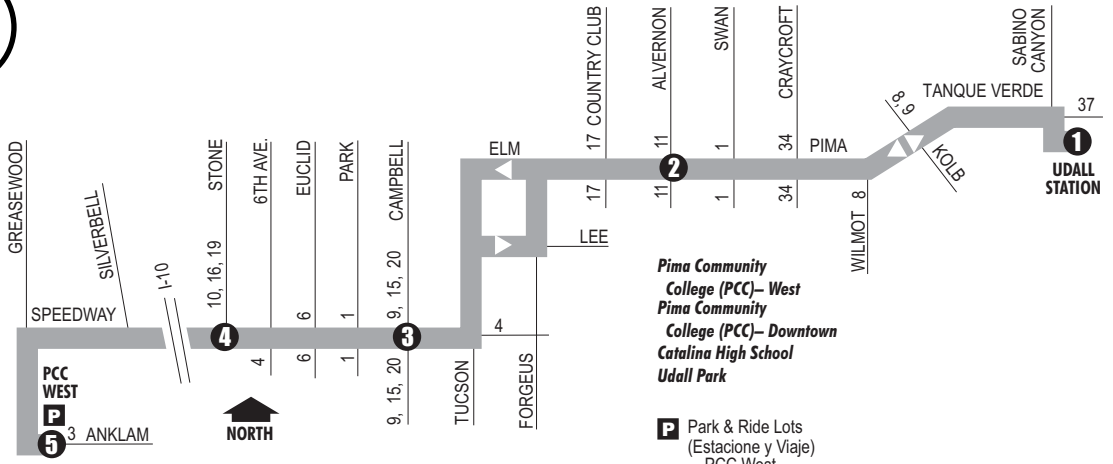 COUNTRY CLUB
ALVERNON
SWAN
CRAYCROFT
SABINO
CANYON
TANQUE VERDE
37
8, 9
KOLB
1
UDALL
STATION
17
11
1
34
PIMA
ELM
2
17
11
1
34
WILMOT
8
LEE
GREASEWOOD
SILVERBELL
I-10
STONE
10, 16, 19
6TH AVE.
EUCLID
6
PARK
1
CAMPBELL
9, 15, 20
SPEEDWAY
4
3
4
4
6
1
9, 15, 20
TUCSON
FORGEUS
PCC
WEST
P
5
3 ANKLAM
NORTH
Pima Community
College (PCC)– West
Pima Community
College (PCC)– Downtown
Catalina High School
Udall Park
P Park & Ride Lots
(Estacione y Viaje)
PCC West